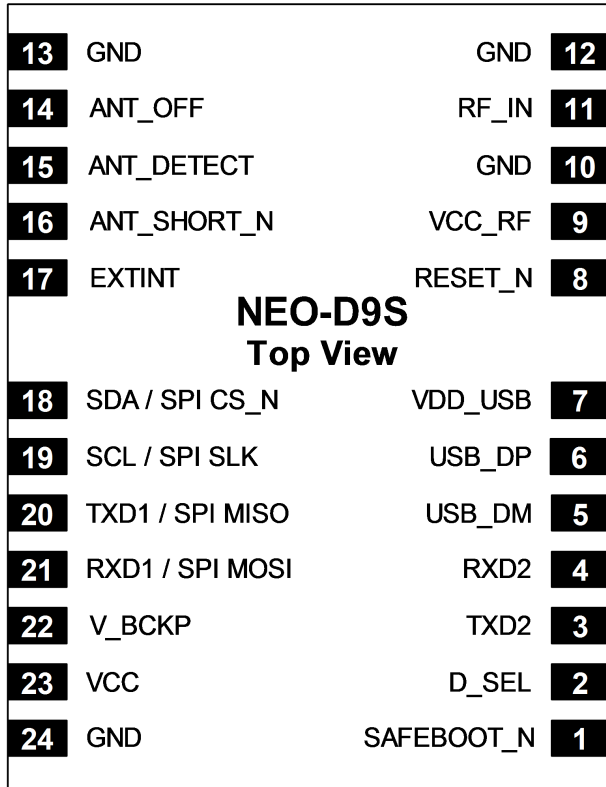 13 GND GND 12
14 ANT_OFF RF_IN 11
15 ANT_DETECT GND 10
16 ANT_SHORT_N VCC_RF 9
17 EXTINT RESET_N 8
NEO-D9S
Top View
18 SDA / SPI CS_N VDD_USB 7
19 SCL / SPI SLK USB_DP 6
20 TXD1 / SPI MISO USB_DM 5
21 RXD1 / SPI MOSI RXD2 4
22 V_BCKP TXD2 3
23 VCC D_SEL 2
24 GND SAFEBOOT_N 1